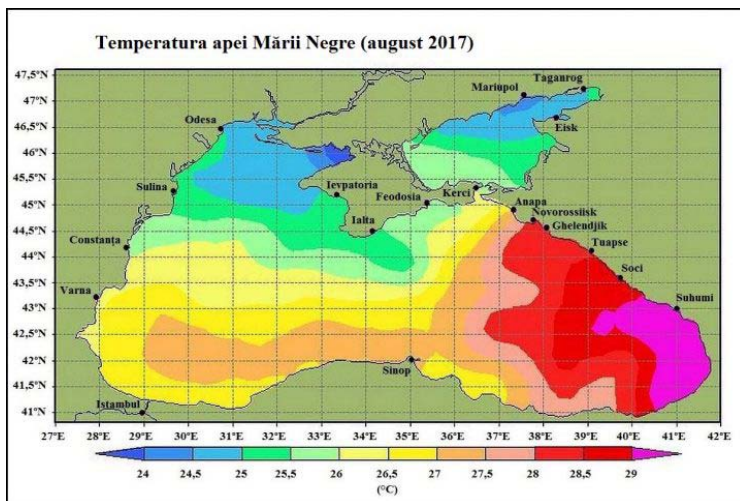 Temperatura apei Mării Negre (august 2017)
47,5°N
47°N
46,5°N
46°N
45,5°N
45°N
44,5°N
44°N
43,5°N
43°N
42,5°N
42°N
41,5°N
41°N
Taganrog
Mariupol
Odesa
Eisk
Ievpatoria
Sulina
Feodosia
Kerci
Anapa
Novorossiisk
Ialta
Ghelendjik
Constanța
Tuapse
Soci
Varna
Suhumi
Sinop
Istambul
27°E 28°E 29°E 30°E 31°E 32°E 33°E 34°E 35°E 36°E 37°E 38°E 39°E 40°E 41°E 42°E
24 24,5 25 25,5 26 26,5 27 27,5 28 28,5 29
(°C)